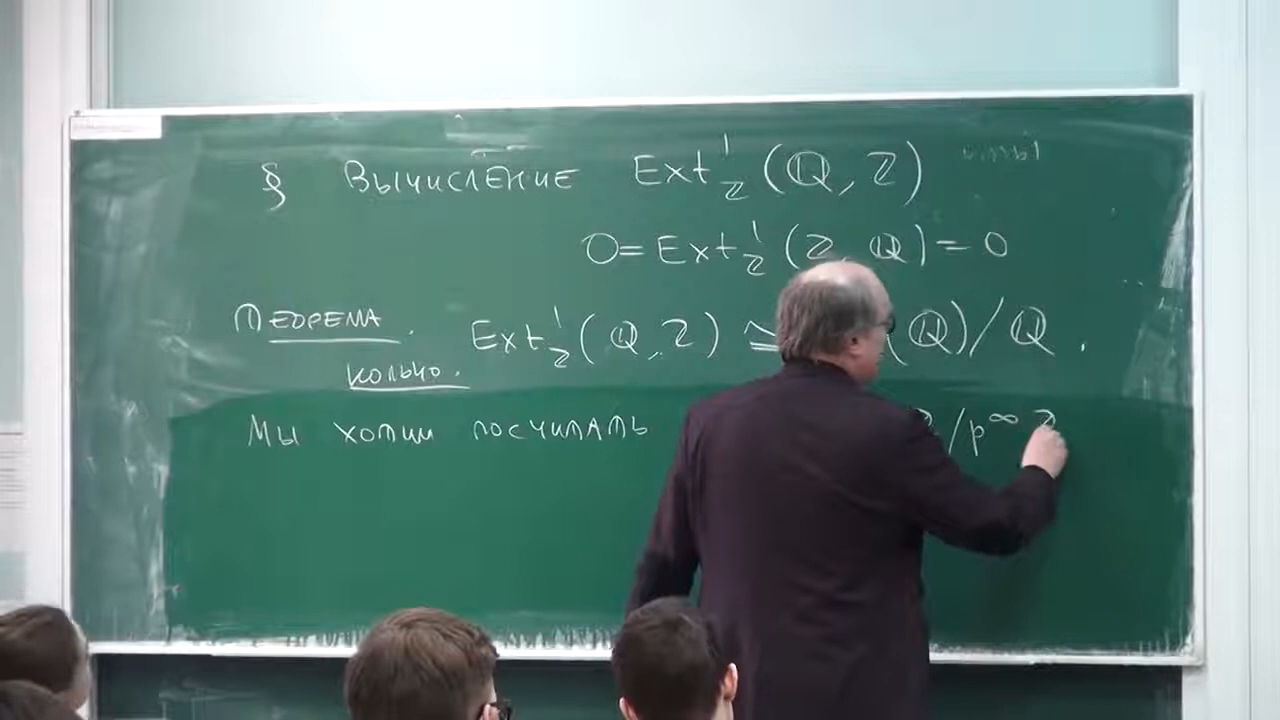 § Вычисление Ext¹_ℤ(ℚ, ℤ)
0 = Ext¹_ℤ(ℤ, ℚ) = 0
Теорема. Ext¹_ℤ(ℚ, ℤ) ≅ (ℚ)/ℚ.
кольцо.
Мы хотим посчитать /p^∞ ℤ